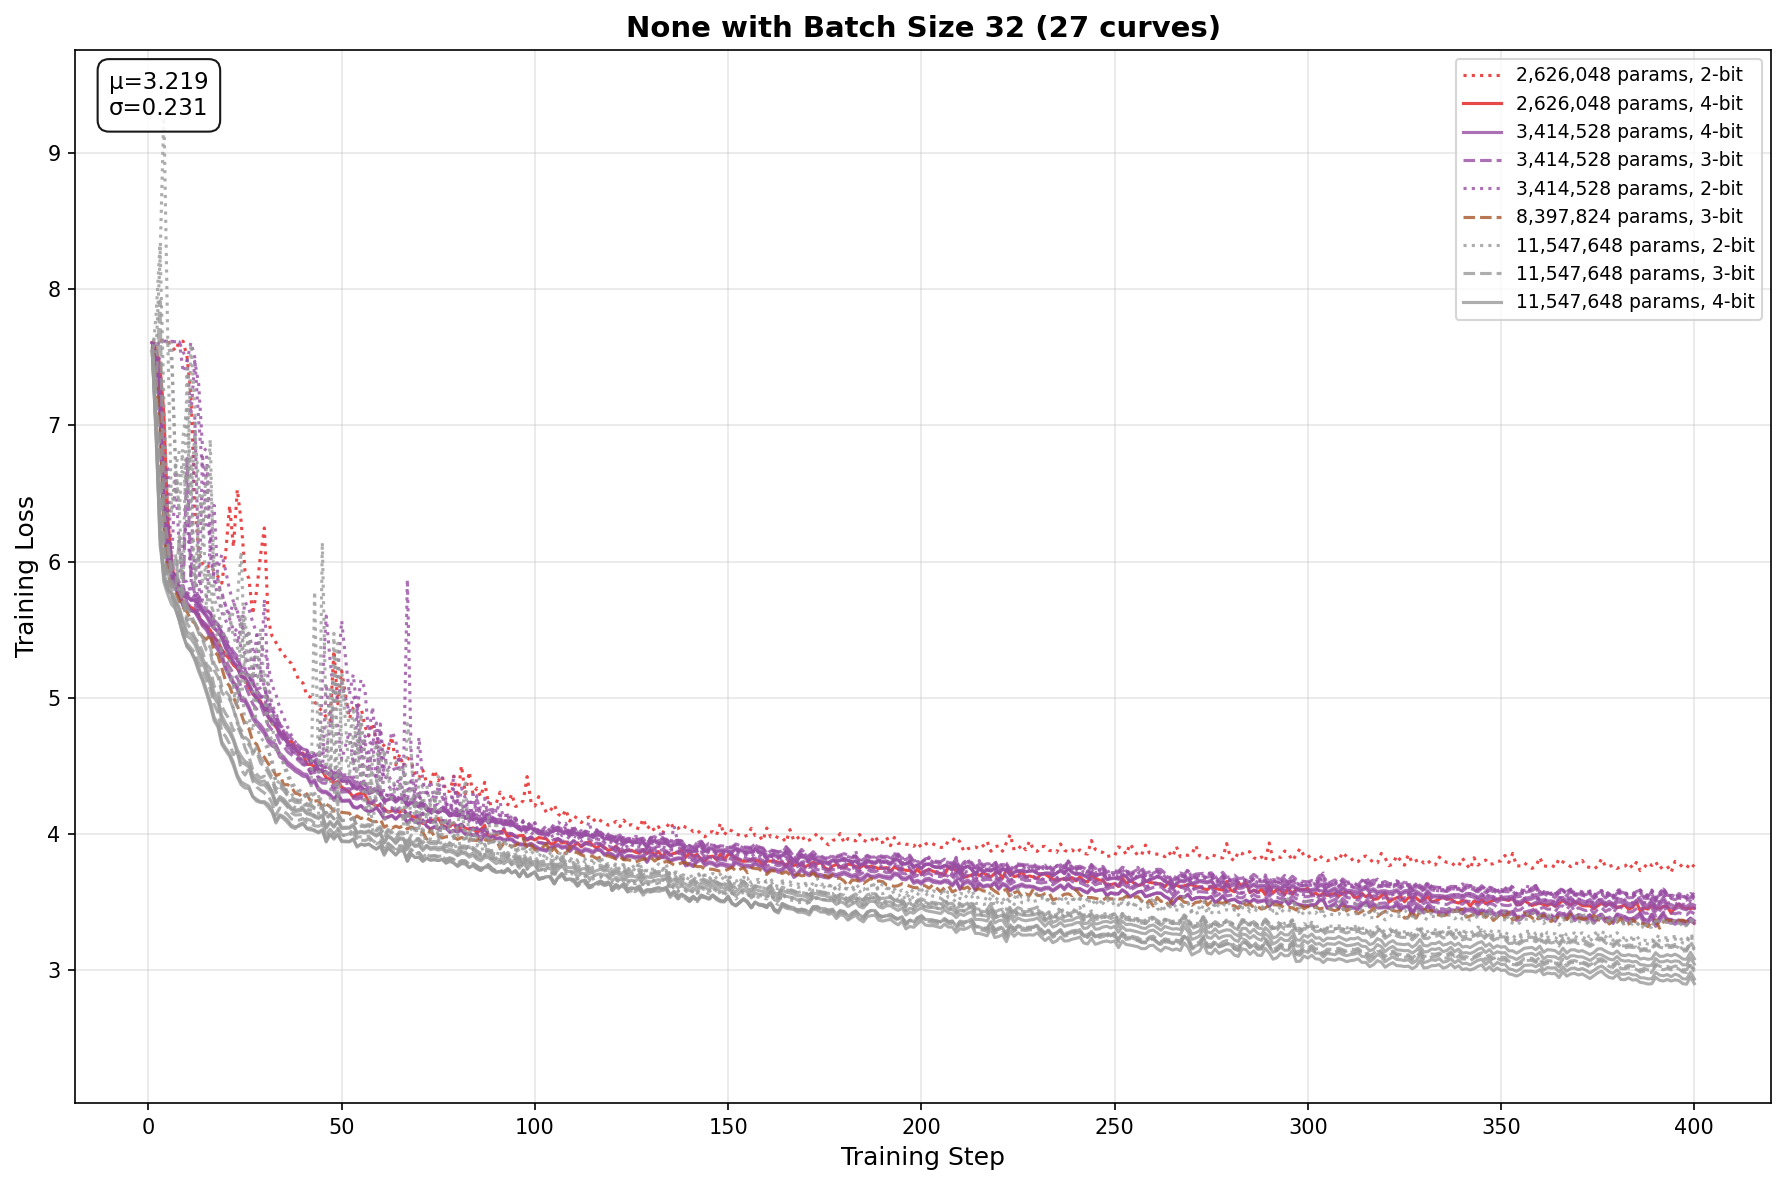 None with Batch Size 32 (27 curves)
μ=3.219
σ=0.231
2,626,048 params, 2-bit
2,626,048 params, 4-bit
3,414,528 params, 4-bit
3,414,528 params, 3-bit
3,414,528 params, 2-bit
8,397,824 params, 3-bit
11,547,648 params, 2-bit
11,547,648 params, 3-bit
11,547,648 params, 4-bit
Training Loss
9
8
7
6
5
4
3
0 50 100 150 200 250 300 350 400
Training Step